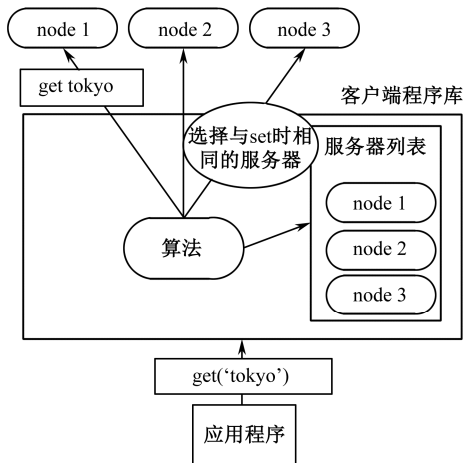 node 1
node 2
node 3
get tokyo
客户端程序库
选择与set时相
同的服务器
服务器列表
node 1
node 2
node 3
算法
get(‘tokyo’)
应用程序